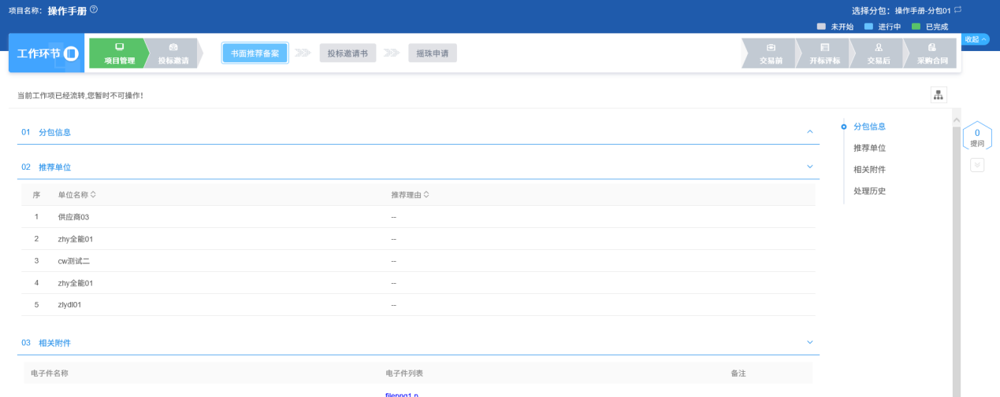 项目名称: 操作手册
选择分包: 操作手册-分包01
未开始 进行中 已完成
收起
工作环节
项目管理
投标邀请
书面推荐备案
投标邀请书
摇珠申请
交易前
开标评标
交易后
采购合同
当前工作项已经流转,您暂时不可操作!
01 分包信息
02 推荐单位
序 单位名称 推荐理由
1 供应商03 --
2 zhy全能01 --
3 cw测试二 --
4 zhy全能01 --
5 zlydl01 --
03 相关附件
电子件名称 电子件列表 备注
filepng1.p
分包信息
推荐单位
相关附件
处理历史
0
提问